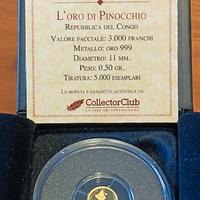 L'ORO DI PINOCCHIO
REPUBBLICA DEL CONGO
VALORE FACCIALE: 3.000 FRANCHI
METALLO: ORO 999
DIAMETRO: 11 MM.
PESO: 0,50 GR.
TIRATURA: 5.000 ESEMPLARI
LA MONETA È GARANTITA AUTENTICA DA
CollectorClub